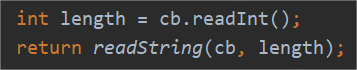 int length = cb.readInt();
return readString(cb, length);